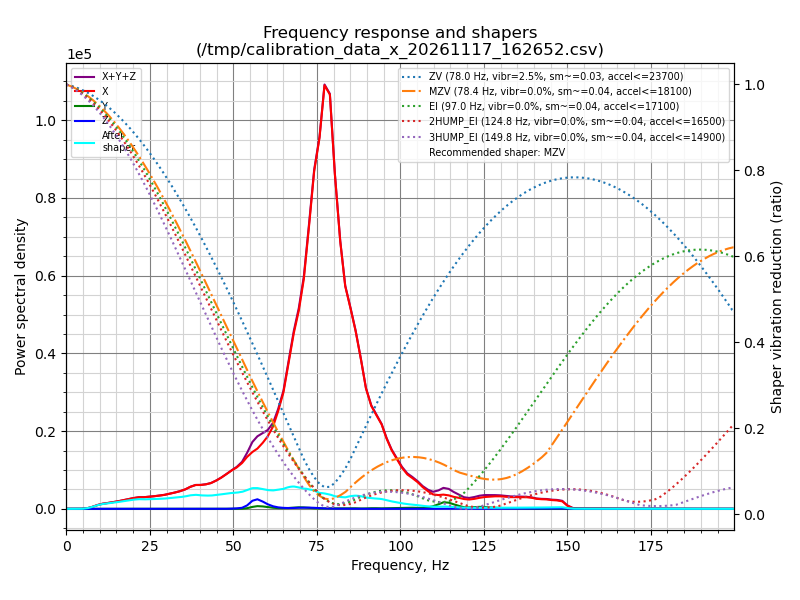 Frequency response and shapers
(/tmp/calibration_data_x_20261117_162652.csv)
1e5
X+Y+Z
X
Y
Z
After
shaper
ZV (78.0 Hz, vibr=2.5%, sm~=0.03, accel<=23700)
MZV (78.4 Hz, vibr=0.0%, sm~=0.04, accel<=18100)
EI (97.0 Hz, vibr=0.0%, sm~=0.04, accel<=17100)
2HUMP_EI (124.8 Hz, vibr=0.0%, sm~=0.04, accel<=16500)
3HUMP_EI (149.8 Hz, vibr=0.0%, sm~=0.04, accel<=14900)
Recommended shaper: MZV
Power spectral density
1.0
0.8
0.6
0.4
0.2
0.0
1.0
0.8
0.6
0.4
0.2
0.0
Shaper vibration reduction (ratio)
0 25 50 75 100 125 150 175
Frequency, Hz